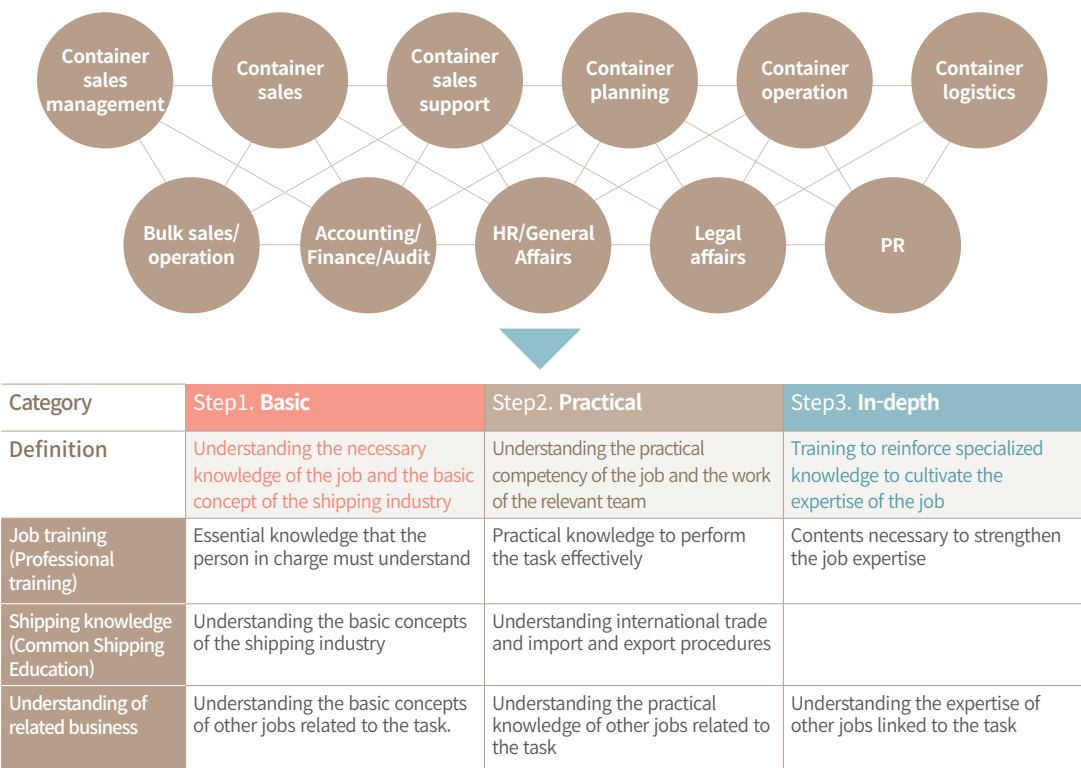 Container
sales
management
Container
sales
Container
sales
support
Container
planning
Container
operation
Container
logistics
Bulk sales/
operation
Accounting/
Finance/Audit
HR/General
Affairs
Legal
affairs
PR
Category
Step1. Basic
Step2. Practical
Step3. In-depth
Definition
Understanding the necessary
knowledge of the job and the basic
concept of the shipping industry
Understanding the practical
competency of the job and the work
of the relevant team
Training to reinforce specialized
knowledge to cultivate the
expertise of the job
Job training
(Professional
training)
Essential knowledge that the
person in charge must understand
Practical knowledge to perform
the task effectively
Contents necessary to strengthen
the job expertise
Shipping knowledge
(Common Shipping
Education)
Understanding the basic concepts
of the shipping industry
Understanding international trade
and import and export procedures
Understanding of
related business
Understanding the basic concepts
of other jobs related to the task.
Understanding the practical
knowledge of other jobs related to
the task
Understanding the expertise of
other jobs linked to the task